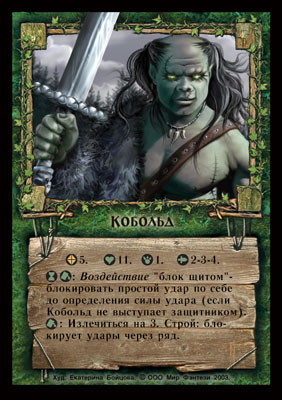 КОБОЛЬД
5. 11. 1. 2-3-4.
: Воздействие "блок щитом"-
блокировать простой удар по себе
до определения силы удара (если
Кобольд не выступает защитником).
: Излечиться на 3. Строй: бло-
кирует удары через ряд.
Худ. Екатерина Бойцова. © ООО Мир Фэнтези 2003.